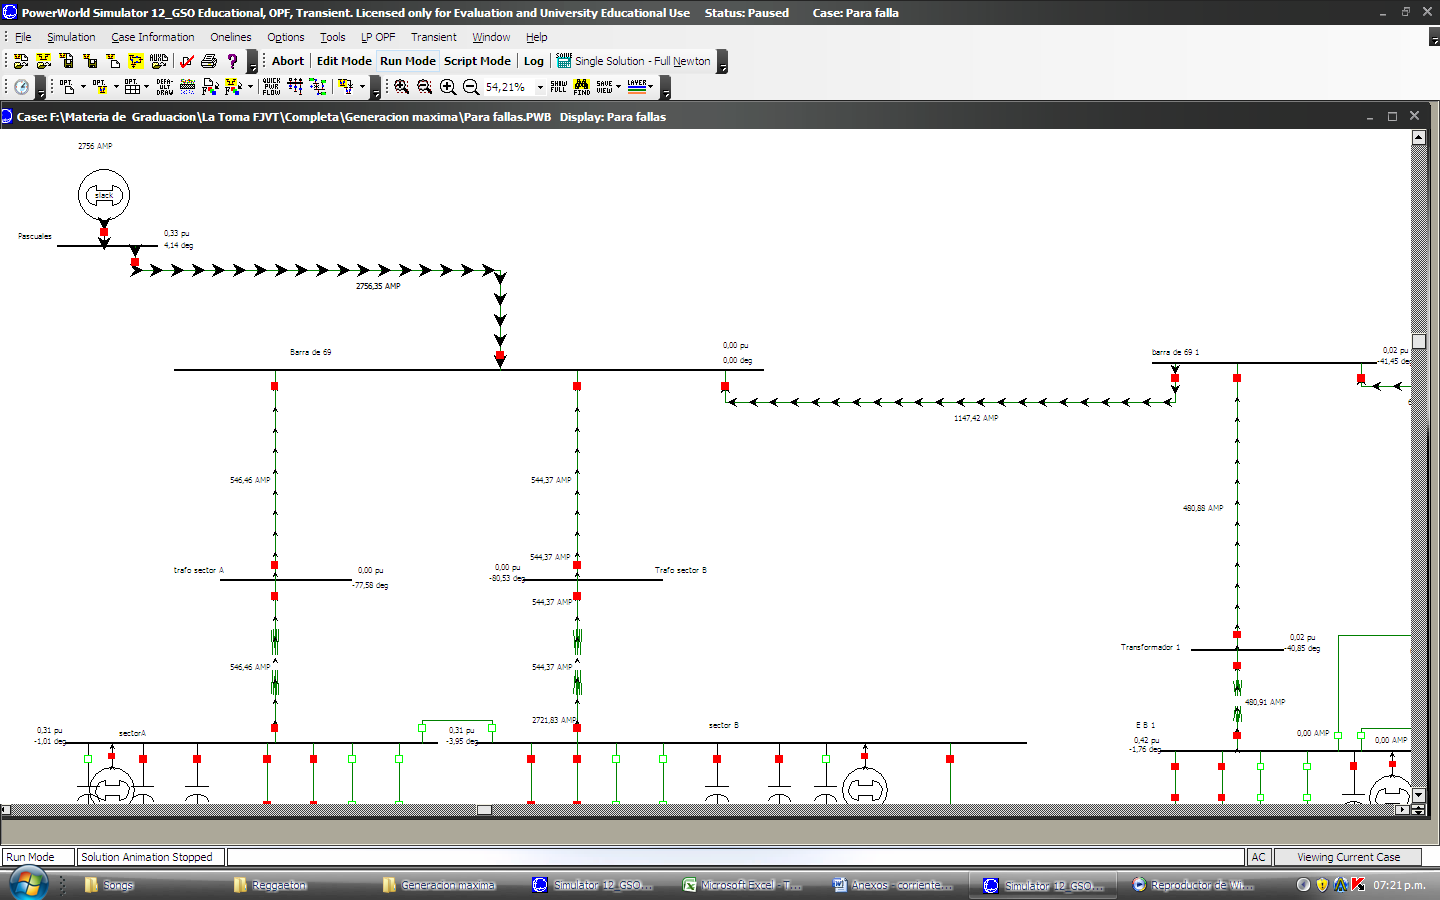 PowerWorld Simulator 12_GSO Educational, OPF, Transient. Licensed only for Evaluation and University Educational Use    Status: Paused    Case: Para falla
File Simulation Case Information Onelines Options Tools LP OPF Transient Window Help
Abort Edit Mode Run Mode Script Mode Log Single Solution - Full Newton
54,21%
Case: F:\Materia de Graduacion\La Toma FJVT\Completa\Generacion maxima\Para fallas.PWB Display: Para fallas
2756 AMP
slack
Pascuales
0,33 pu
4,14 deg
2756,35 AMP
Barra de 69
0,00 pu
0,00 deg
barra de 69 1
0,02 pu
-41,45 deg
1147,42 AMP
546,46 AMP
544,37 AMP
480,88 AMP
544,37 AMP
trafo sector A
0,00 pu
-77,58 deg
0,00 pu
-80,53 deg
Trafo sector B
544,37 AMP
Transformador 1
0,02 pu
-40,85 deg
546,46 AMP
544,37 AMP
480,91 AMP
0,31 pu
-1,01 deg
sectorA
2721,83 AMP
0,31 pu
-3,95 deg
sector B
E B 1
0,42 pu
-1,76 deg
0,00 AMP
0,00 AMP
Run Mode Solution Animation Stopped AC Viewing Current Case
Songs Reggaeton Generacion maxima Simulator 12_GSO... Microsoft Excel - T... Anexos - corriente... Simulator 12_GSO... Reproductor de Wi... 07:21 p.m.